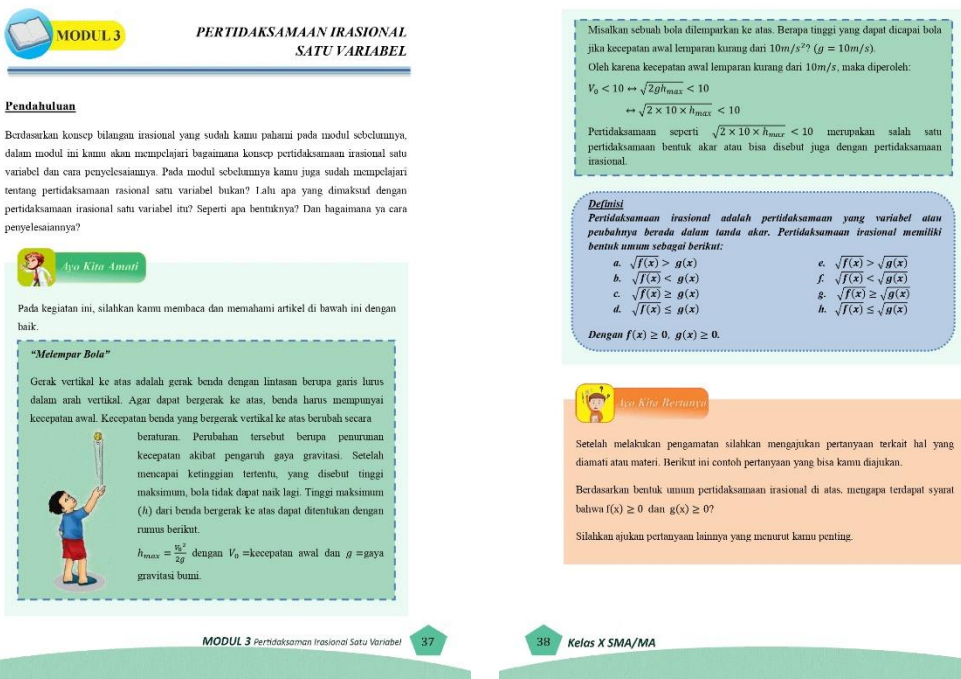 MODUL 3
PERTIDAKSAMAAN IRASIONAL
SATU VARIABEL
Pendahuluan
Berdasarkan konsep bilangan irasional yang sudah kamu pahami pada modul sebelumnya,
dalam modul ini kamu akan mempelajari bagaimana konsep pertidaksamaan irasional satu
variabel dan cara penyelesaiannya. Pada modul sebelumnya kamu juga sudah mempelajari
tentang pertidaksamaan rasional satu variabel bukan? Lalu apa yang dimaksud dengan
pertidaksamaan irasional satu variabel itu? Seperti apa bentuknya? Dan bagaimana ya cara
penyelesaiannya?
Ayo Kita Amati
Pada kegiatan ini, silahkan kamu membaca dan memahami artikel di bawah ini dengan
baik.
"Melempar Bola"
Gerak vertikal ke atas adalah gerak benda dengan lintasan berupa garis lurus
dalam arah vertikal. Agar dapat bergerak ke atas, benda harus mempunyai
kecepatan awal. Kecepatan benda yang bergerak vertikal ke atas berubah secara
beraturan. Perubahan tersebut berupa penurunan
kecepatan akibat pengaruh gaya gravitasi. Setelah
mencapai ketinggian tertentu, yang disebut tinggi
maksimum, bola tidak dapat naik lagi. Tinggi maksimum
(h) dari benda bergerak ke atas dapat ditentukan dengan
rumus berikut.
h_max = V₀²/2g dengan V₀ =kecepatan awal dan g =gaya
gravitasi bumi.
MODUL 3 Pertidaksaman Irasional Satu Variabel 37
Misalkan sebuah bola dilemparkan ke atas. Berapa tinggi yang dapat dicapai bola
jika kecepatan awal lemparan kurang dari 10m/s²? (g = 10m/s).
Oleh karena kecepatan awal lemparan kurang dari 10m/s, maka diperoleh:
V₀ < 10 ↔ √(2gh_max) < 10
↔ √(2 × 10 × h_max) < 10
Pertidaksamaan seperti √(2 × 10 × h_max) < 10 merupakan salah satu
pertidaksamaan bentuk akar atau bisa disebut juga dengan pertidaksamaan
irasional.
Definisi
Pertidaksamaan irasional adalah pertidaksamaan yang variabel atau
peubahnya berada dalam tanda akar. Pertidaksamaan irasional memiliki
bentuk umum sebagai berikut:
a. √f(x) > g(x) e. √f(x) > √g(x)
b. √f(x) < g(x) f. √f(x) < √g(x)
c. √f(x) ≥ g(x) g. √f(x) ≥ √g(x)
d. √f(x) ≤ g(x) h. √f(x) ≤ √g(x)
Dengan f(x) ≥ 0, g(x) ≥ 0.
Ayo Kita Bertanya
Setelah melakukan pengamatan silahkan mengajukan pertanyaan terkait hal yang
diamati atau materi. Berikut ini contoh pertanyaan yang bisa kamu diajukan.
Berdasarkan bentuk umum pertidaksamaan irasional di atas, mengapa terdapat syarat
bahwa f(x) ≥ 0 dan g(x) ≥ 0?
Silahkan ajukan pertanyaan lainnya yang menurut kamu penting.
38 Kelas X SMA/MA